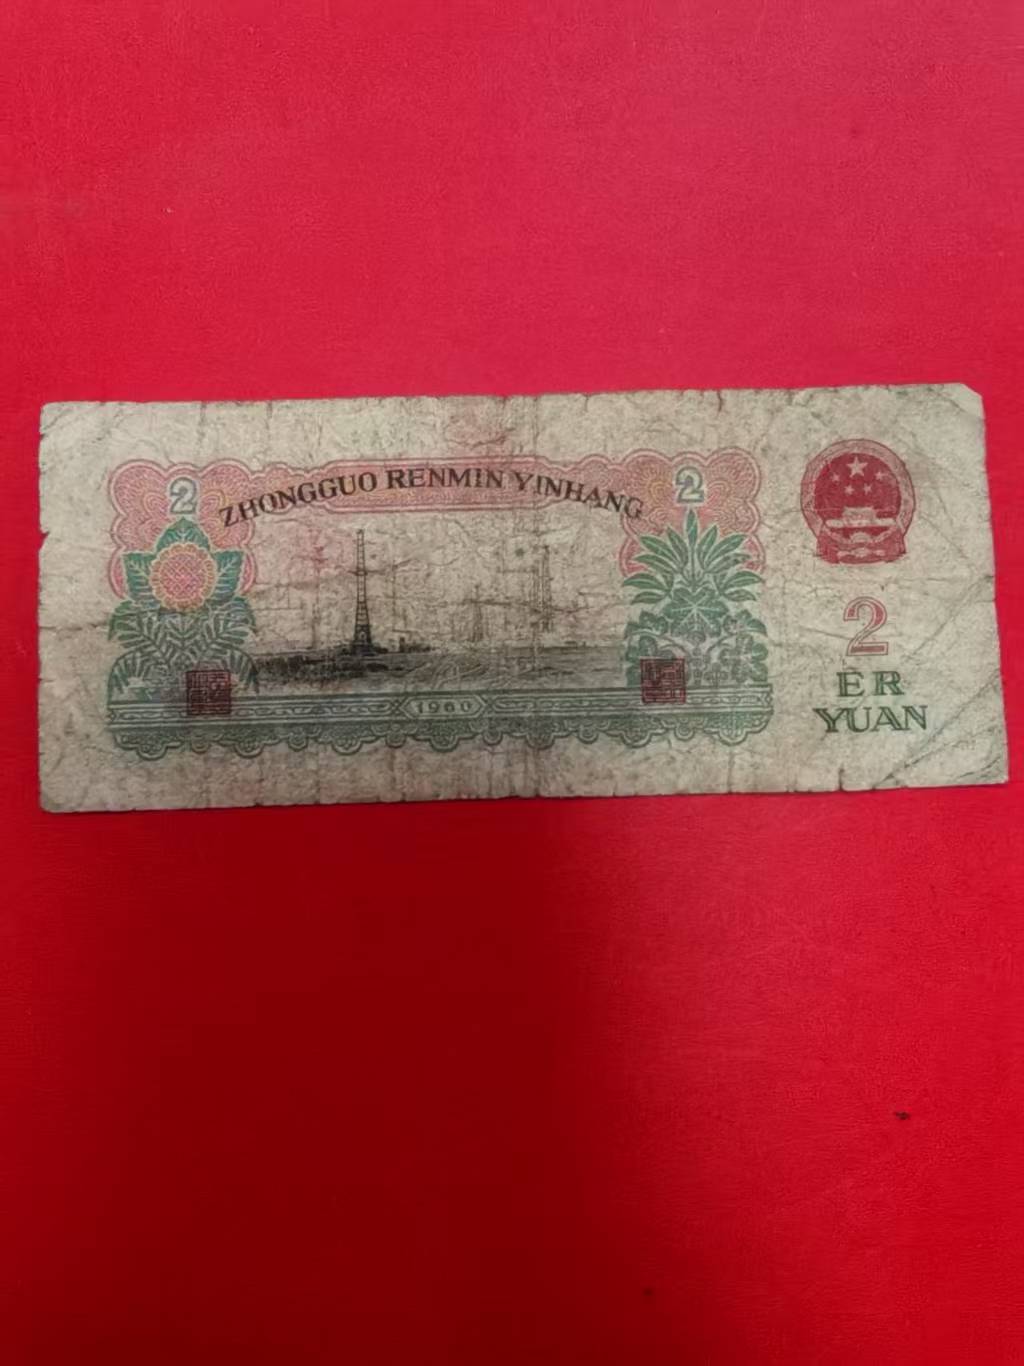 2
2
ZHONGGUO RENMIN YINHANG
2
ER
YUAN
1960